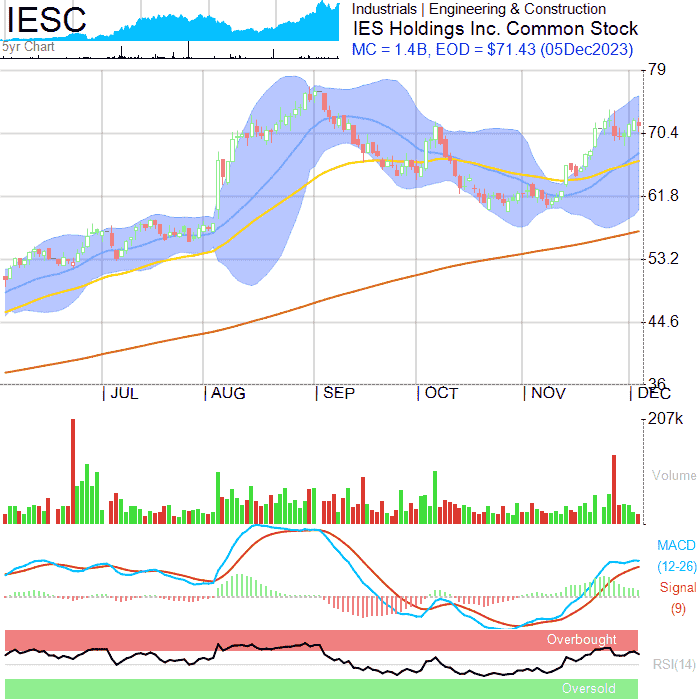 IESC
5yr Chart
Industrials | Engineering & Construction
IES Holdings Inc. Common Stock
MC = 1.4B, EOD = $71.43 (05Dec2023)
79
70.4
61.8
53.2
44.6
36
JUL AUG SEP OCT NOV DEC
207k
Volume
MACD
(12-26)
Signal
(9)
Overbought
RSI(14)
Oversold